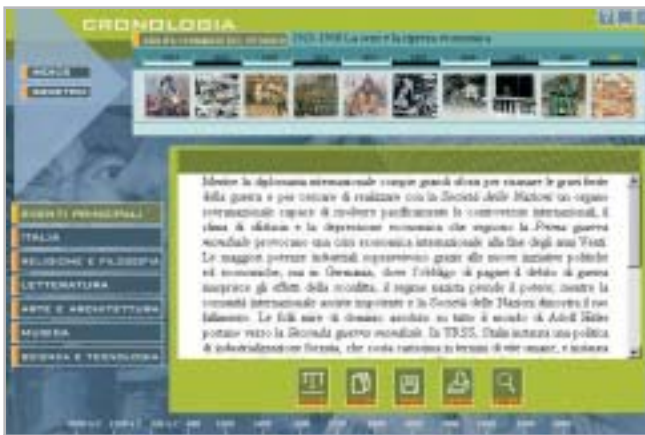 CRONOLOGIA
La crisi e la ripresa economica
MENU
INDIETRO
EVENTI PRINCIPALI
ITALIA
RELIGIONE E FILOSOFIA
LETTERATURA
ARTE E ARCHITETTURA
MUSICA
SCIENZA E TECNOLOGIA
Mentre la diplomazia internazionale compie grandi sforzi per risanare le gravi ferite
della guerra e per cercare di realizzare con la Società delle Nazioni un organo
sovranazionale capace di risolvere pacificamente le controversie internazionali, il
clima di sfiducia e la depressione economica che seguono la Prima guerra
mondiale provocano una crisi economica internazionale alla fine degli anni Venti.
Le maggiori potenze industriali sopravvivono grazie alle nuove iniziative politiche
ed economiche, ma in Germania, dove l'obbligo di pagare il debito di guerra
inasprisce gli effetti della sconfitta, il regime nazista prende il potere, mentre la
comunità internazionale assiste impotente e la Società delle Nazioni dimostra il suo
fallimento. Le folli mire di dominio assoluto su tutto il mondo di Adolf Hitler
portano verso la Seconda guerra mondiale. In URSS, Stalin instaura una politica
di industrializzazione forzata, che costa carissima in termini di vite umane, e instaura